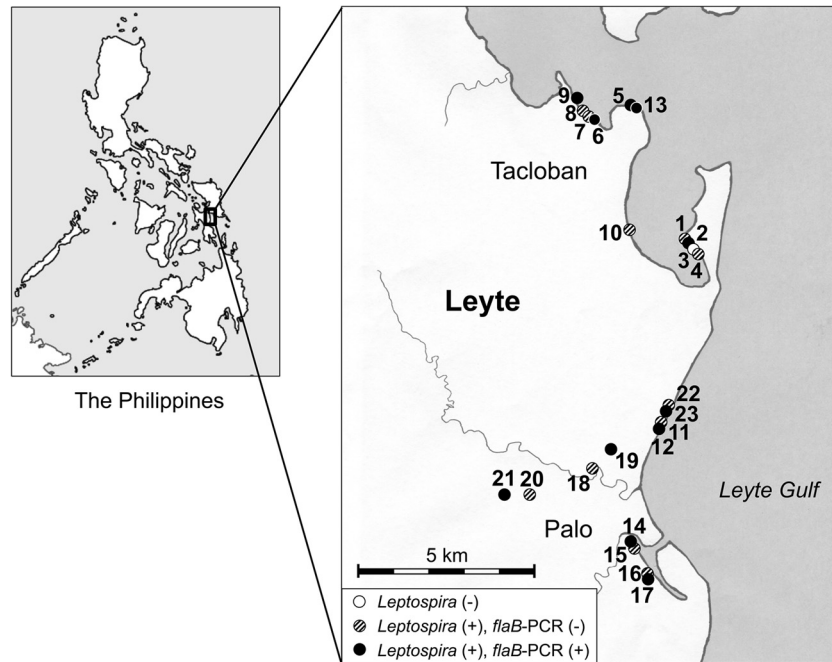 The Philippines
9
8
7
6
5
13
Tacloban
10
1
2
3
4
Leyte
22
23
11
12
19
18
21
20
Leyte Gulf
Palo
14
15
16
17
5 km
Leptospira (-)
Leptospira (+), flaB-PCR (-)
Leptospira (+), flaB-PCR (+)